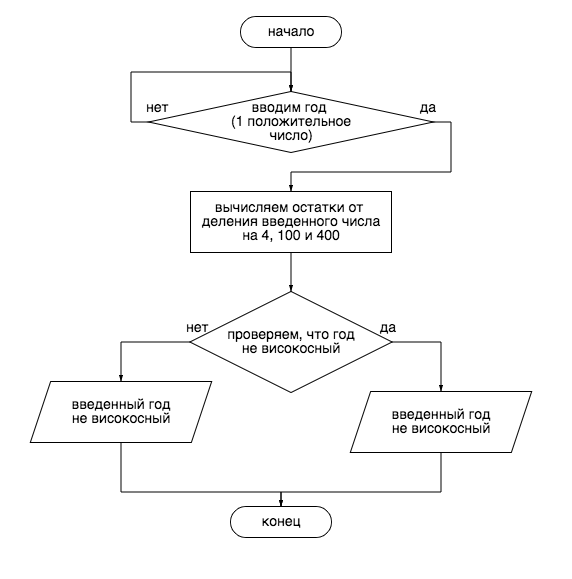 начало
нет
да
вводим год
(1 положительное
число)
вычисляем остатки от
деления введенного числа
на 4, 100 и 400
нет
да
проверяем, что год
не високосный
введенный год
не високосный
введенный год
не високосный
конец